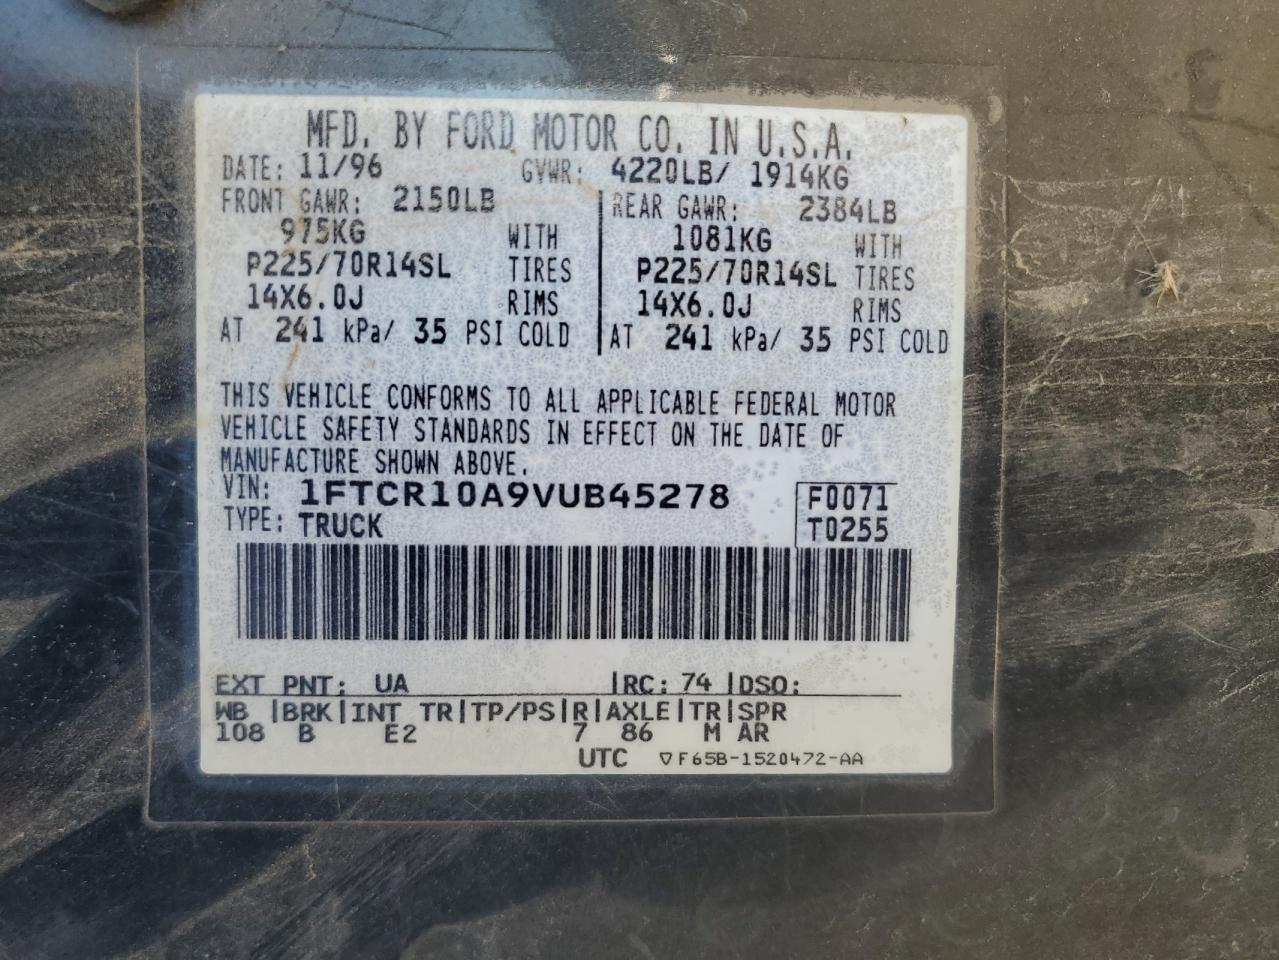 MFD. BY FORD MOTOR CO. IN U.S.A.
DATE: 11/96 GVWR: 4220LB/ 1914KG
FRONT GAWR: 2150LB REAR GAWR: 2384LB
975KG WITH 1081KG WITH
P225/70R14SL TIRES P225/70R14SL TIRES
14X6.0J RIMS 14X6.0J RIMS
AT 241 kPa/ 35 PSI COLD AT 241 kPa/ 35 PSI COLD
THIS VEHICLE CONFORMS TO ALL APPLICABLE FEDERAL MOTOR
VEHICLE SAFETY STANDARDS IN EFFECT ON THE DATE OF
MANUFACTURE SHOWN ABOVE.
VIN: 1FTCR10A9VUB45278 F0071
TYPE: TRUCK T0255
EXT PNT: UA |RC: 74 |DSO:
WB |BRK|INT TR|TP/PS|R|AXLE|TR|SPR
108 B E2 7 86 M AR
UTC ▽F65B-1520472-AA